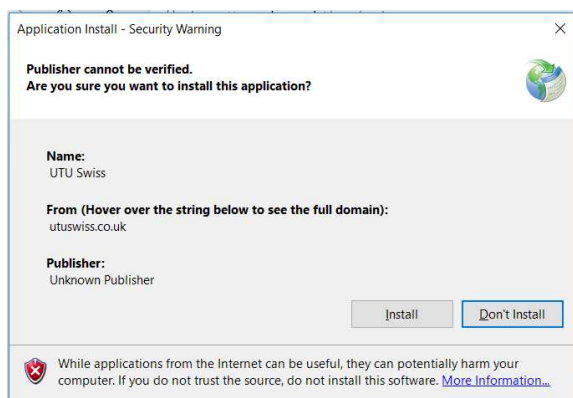 Application Install - Security Warning
Publisher cannot be verified.
Are you sure you want to install this application?
Name:
UTU Swiss
From (Hover over the string below to see the full domain):
utuswiss.co.uk
Publisher:
Unknown Publisher
Install
Don't Install
While applications from the Internet can be useful, they can potentially harm your
computer. If you do not trust the source, do not install this software. More Information...